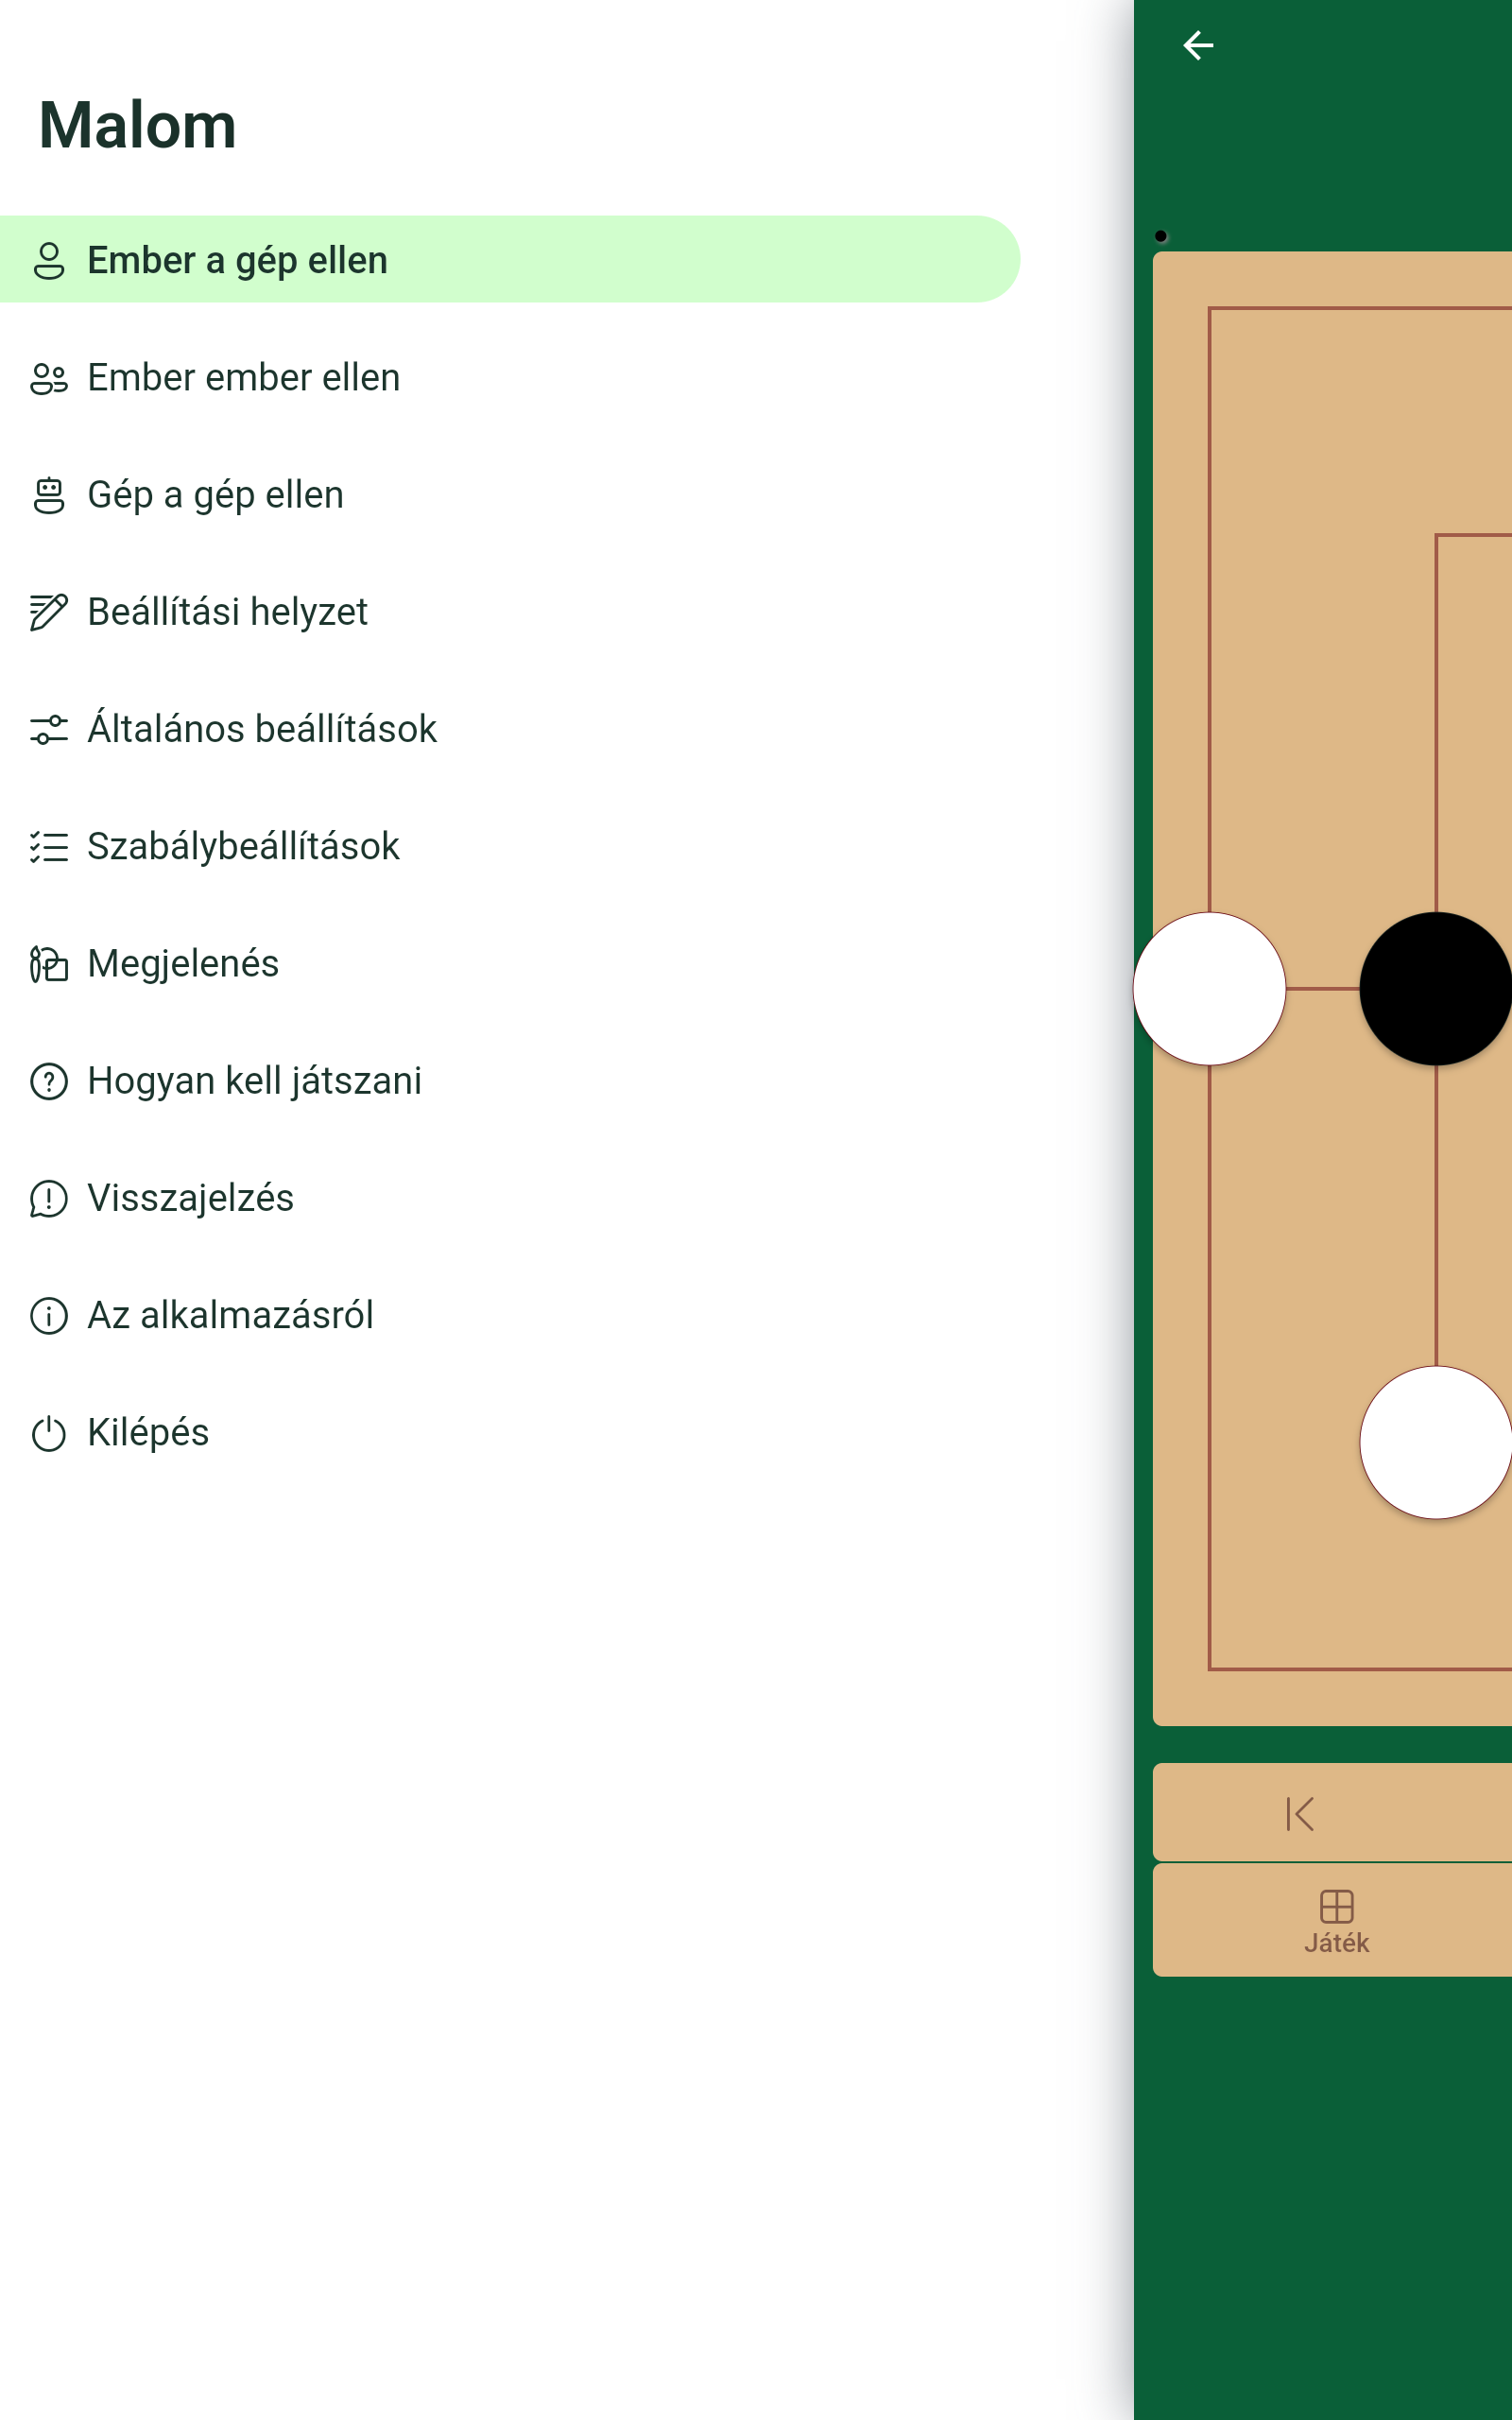 Malom
Ember a gép ellen
Ember ember ellen
Gép a gép ellen
Beállítási helyzet
Általános beállítások
Szabálybeállítások
Megjelenés
Hogyan kell játszani
Visszajelzés
Az alkalmazásról
Kilépés
Játék